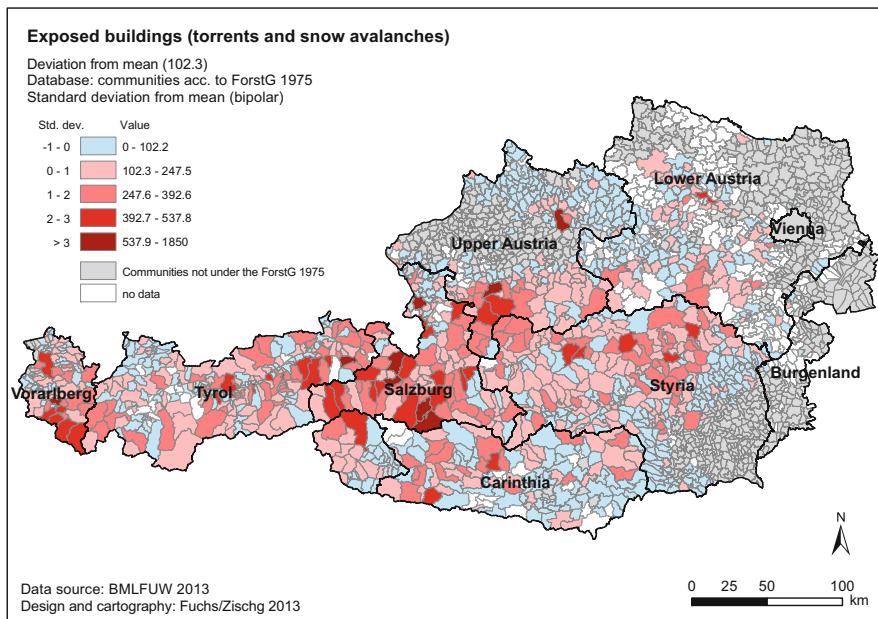 Exposed buildings (torrents and snow avalanches)
Deviation from mean (102.3)
Database: communities acc. to ForstG 1975
Standard deviation from mean (bipolar)
Std. dev. Value
-1 - 0 0 - 102.2
0 - 1 102.3 - 247.5
1 - 2 247.6 - 392.6
2 - 3 392.7 - 537.8
> 3 537.9 - 1850
Communities not under the ForstG 1975
no data
Lower Austria
Vienna
Upper Austria
Burgenland
Vorarlberg
Tyrol
Salzburg
Styria
Carinthia
N
Data source: BMLFUW 2013
Design and cartography: Fuchs/Zischg 2013
0 25 50 100
km